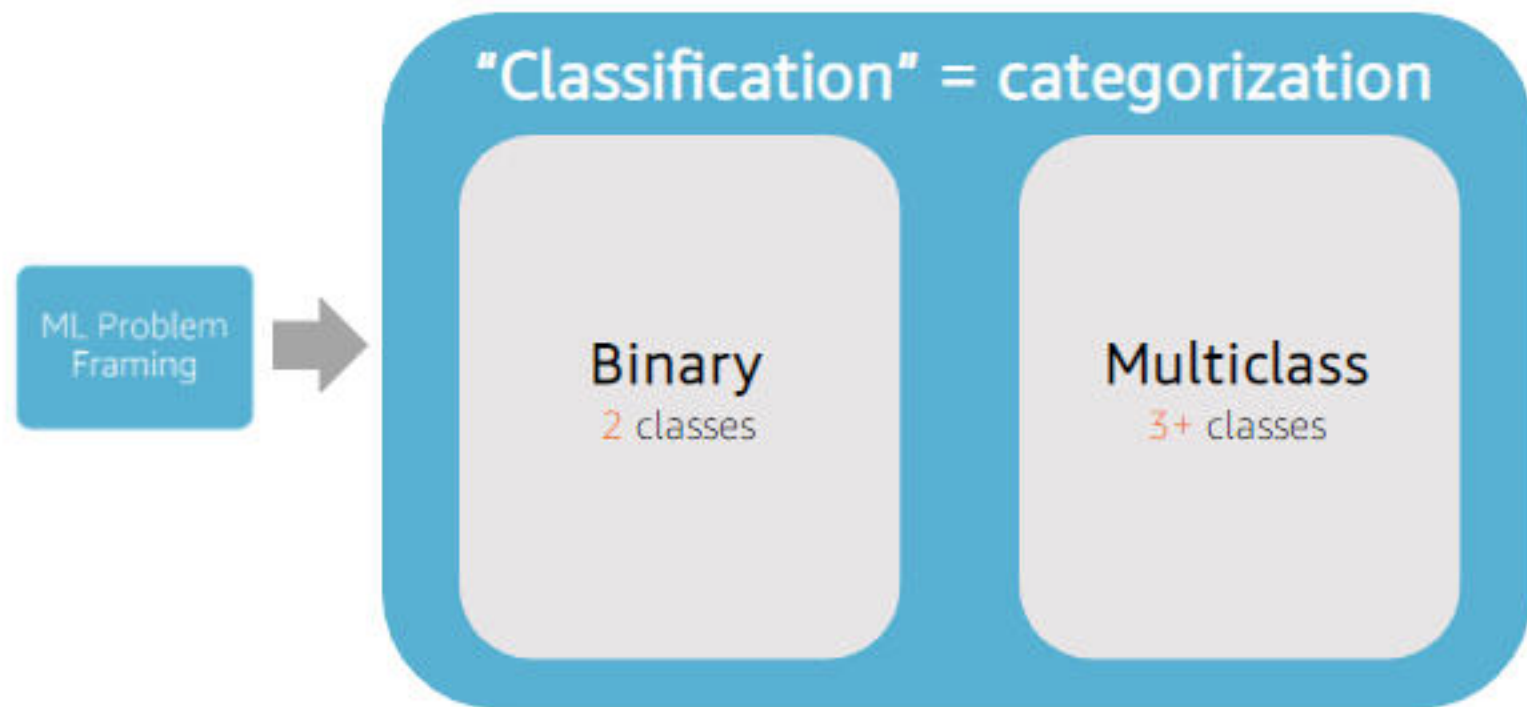 "Classification" = categorization
ML Problem
Framing
Binary
2 classes
Multiclass
3+ classes